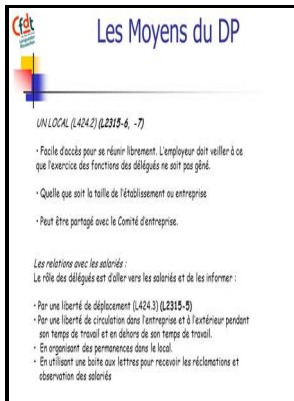 Cfdt
Les Moyens du DP
UN LOCAL (L424.2) (L2315-6, -7)
• Facile d'accès pour se réunir librement. L'employeur doit veiller à ce
que l'exercice des fonctions des délégués ne soit pas gêné.
• Quelle que soit la taille de l'établissement ou entreprise
• Peut être partagé avec le Comité d'entreprise.
Les relations avec les salariés :
Le rôle des délégués est d'aller vers les salariés et de les informer :
• Par une liberté de déplacement (L424.3) (L2315-5)
• Par une liberté de circulation dans l'entreprise et à l'extérieur pendant
son temps de travail et en dehors de son temps de travail.
• En organisant des permanences dans le local.
• En utilisant une boite aux lettres pour recevoir les réclamations et
observation des salariés